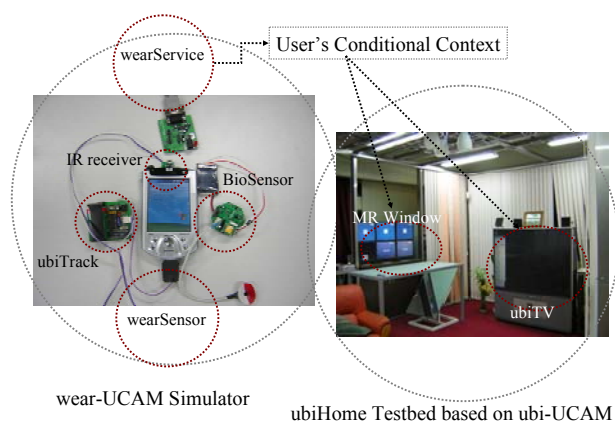 User's Conditional Context
wearService
IR receiver
BioSensor
ubiTrack
wearSensor
MR Window
ubiTV
wear-UCAM Simulator
ubiHome Testbed based on ubi-UCAM